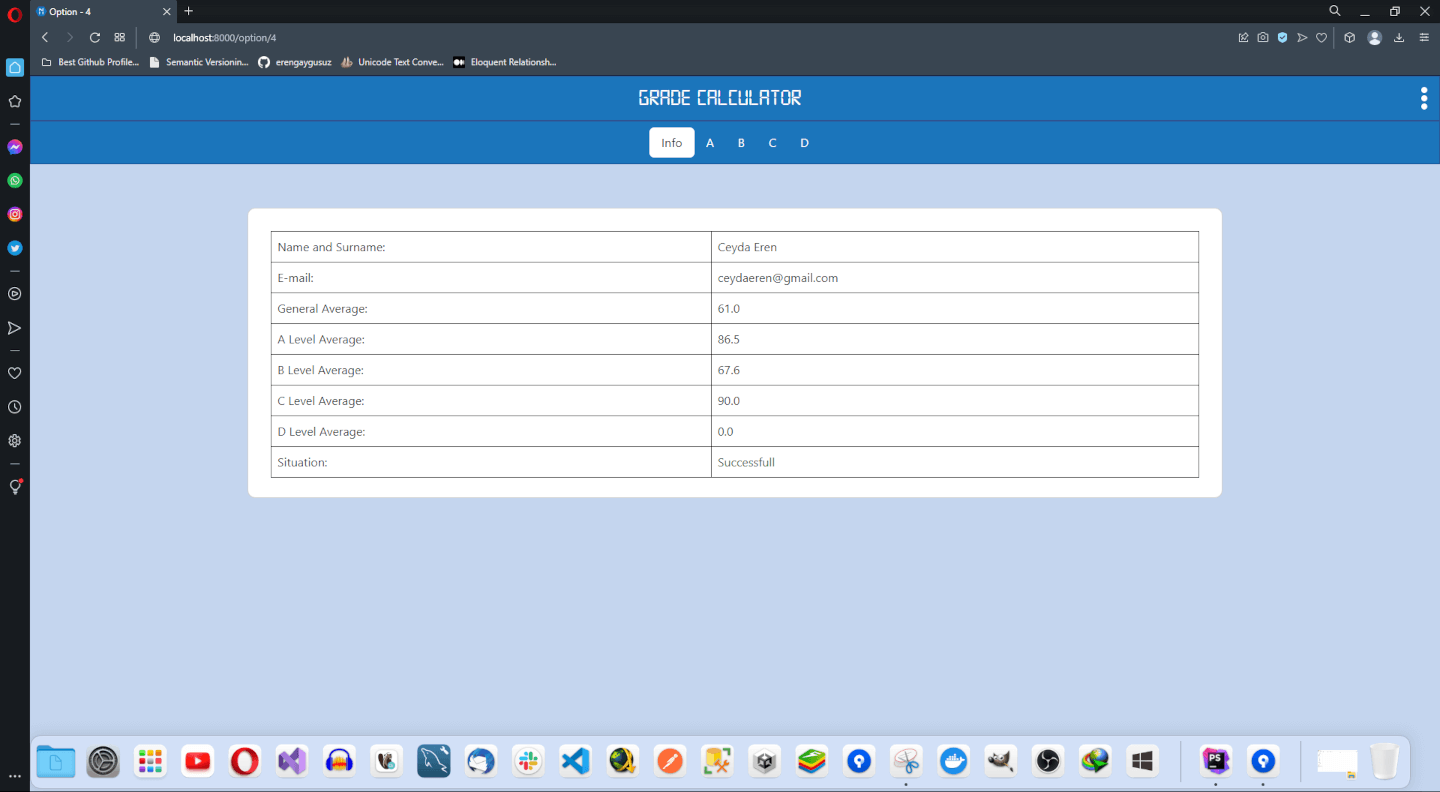 Option - 4
localhost:8000/option/4
Best Github Profile... Semantic Versionin... erengaygusuz Unicode Text Conve... Eloquent Relationsh...
GRADE CALCULATOR
Info A B C D
Name and Surname: Ceyda Eren
E-mail: ceydaeren@gmail.com
General Average: 61.0
A Level Average: 86.5
B Level Average: 67.6
C Level Average: 90.0
D Level Average: 0.0
Situation: Successfull
PS